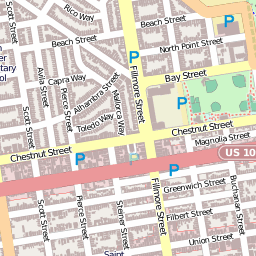 Rico Way
Beach Street
Beach Street
North Point Street
Scott Street
Capra Way
Bay Street
Avila Street
Pierce Street
Alhambra Street
Mallorca Way
Fillmore Street
Toledo Way
Chestnut Street
Chestnut Street
Magnolia Street
US 10
Scott Street
Pierce Street
Steiner Street
Fillmore Street
Greenwich Street
Buchanan Street
Filbert Street
Union Street
Saint